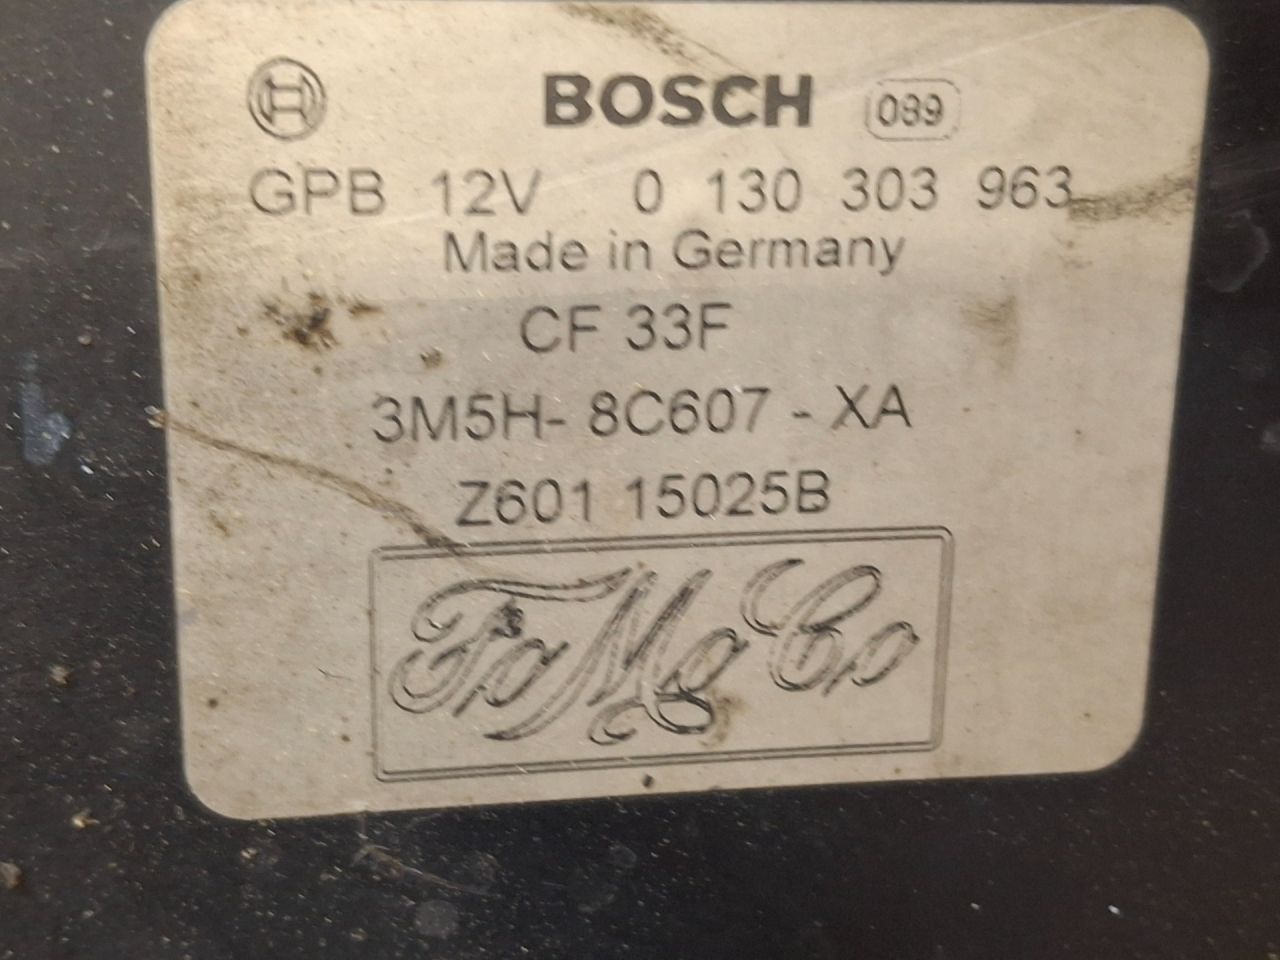 BOSCH 089
GPB 12V 0 130 303 963
Made in Germany
CF 33F
3M5H- 8C607 - XA
Z601 15025B
FoMoCo